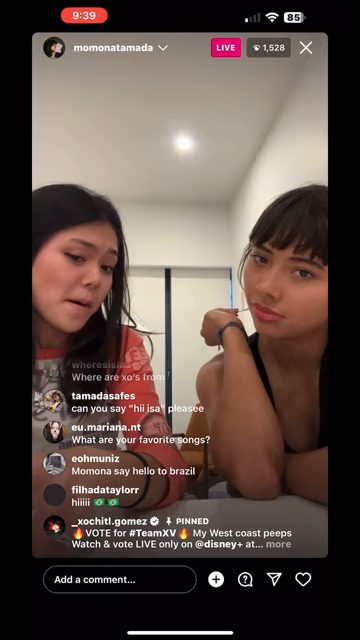 9:39
85
momonatamada
LIVE
1,528
wheresisisa
Where are xo's from
tamadasafes
can you say "hii isa" pleasee
eu.mariana.nt
What are your favorite songs?
eohmuniz
Momona say hello to brazil
filhadataylorr
hiiiii 🇧🇷 🇧🇷
_xochitl.gomez PINNED
🔥VOTE for #TeamXV🔥 My West coast peeps
Watch & vote LIVE only on @disney+ at... more
Add a comment...